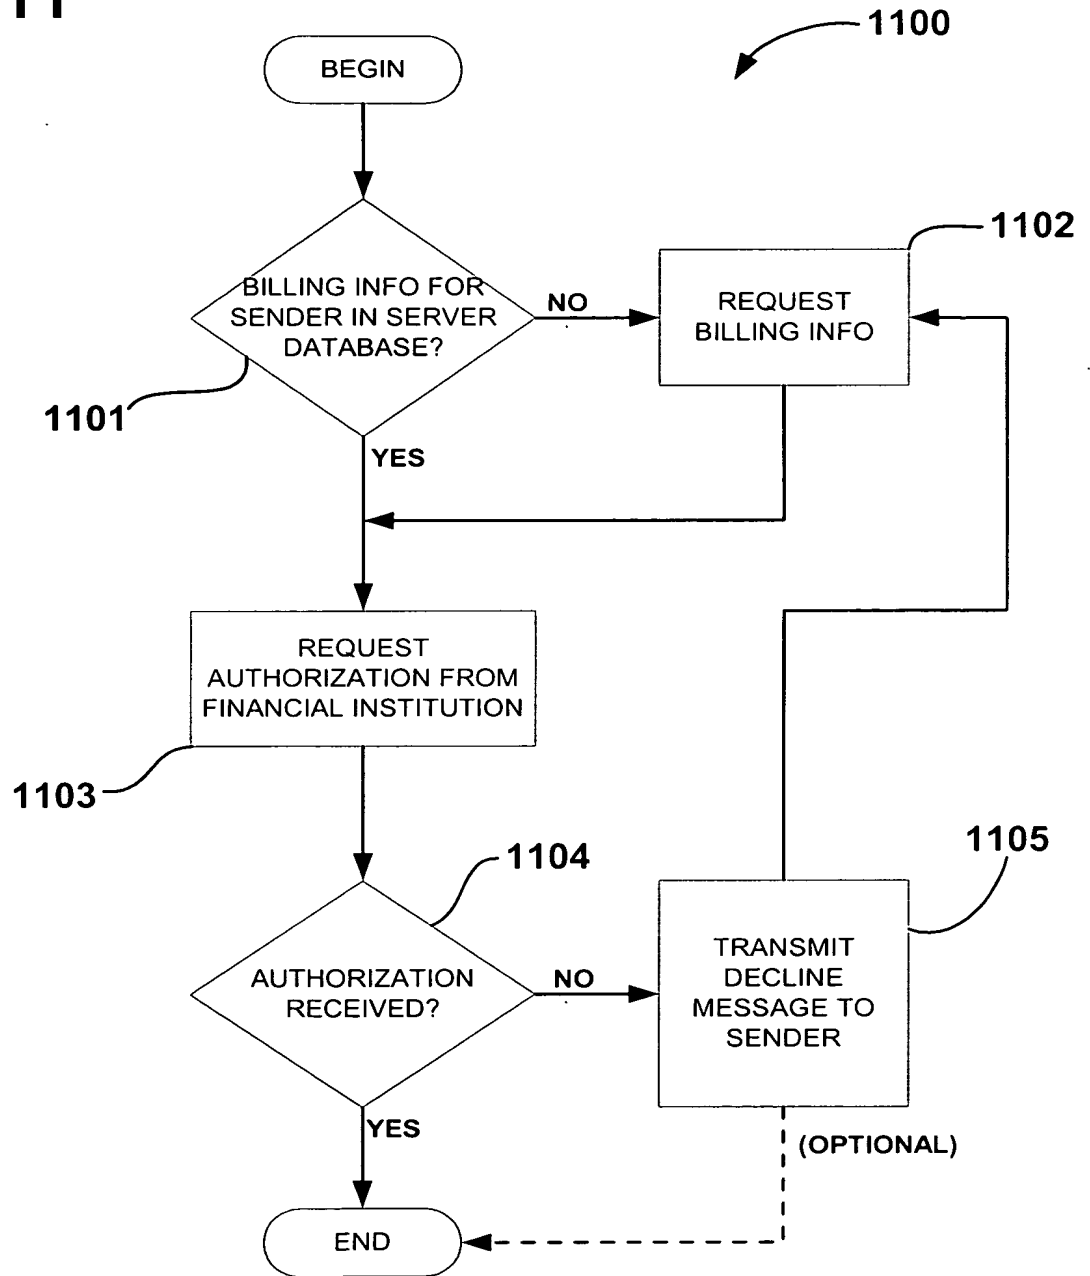 11
1100
BEGIN
1102
BILLING INFO FOR
SENDER IN SERVER
DATABASE?
NO
REQUEST
BILLING INFO
1101
YES
REQUEST
AUTHORIZATION FROM
FINANCIAL INSTITUTION
1103
1104
1105
AUTHORIZATION
RECEIVED?
NO
TRANSMIT
DECLINE
MESSAGE TO
SENDER
YES
(OPTIONAL)
END